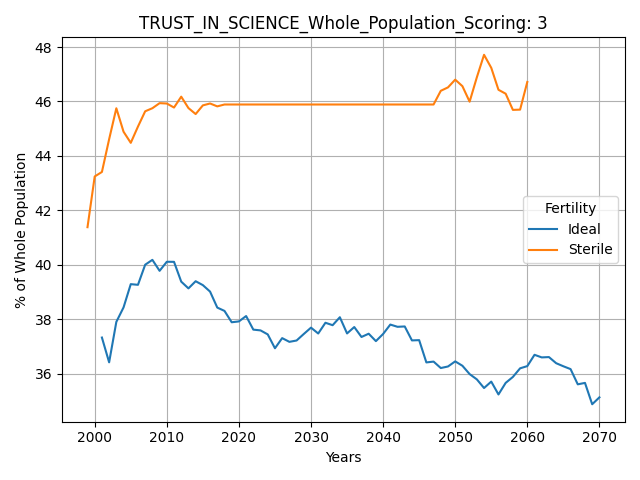 TRUST_IN_SCIENCE_Whole_Population_Scoring: 3
% of Whole Population
48
46
44
42
40
38
36
Fertility
Ideal
Sterile
2000 2010 2020 2030 2040 2050 2060 2070
Years